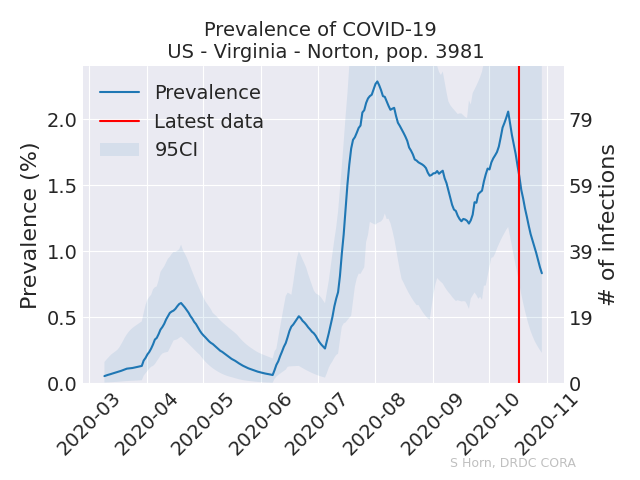 Prevalence of COVID-19
US - Virginia - Norton, pop. 3981
Prevalence
Latest data
95CI
Prevalence (%)
2.0
1.5
1.0
0.5
0.0
79
59
39
19
0
# of infections
2020-03
2020-04
2020-05
2020-06
2020-07
2020-08
2020-09
2020-10
2020-11
S Horn, DRDC CORA